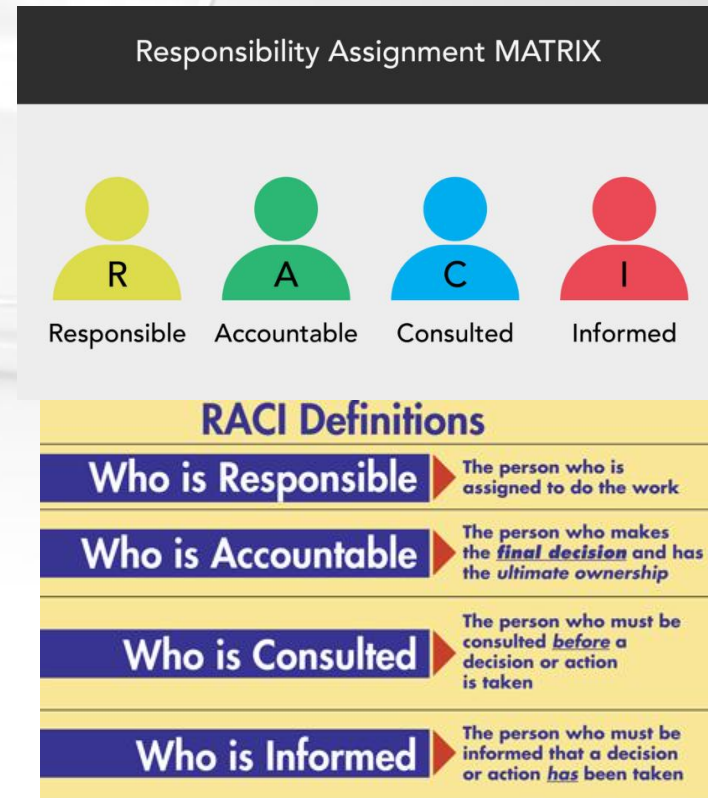 Responsibility Assignment MATRIX
R A C I
Responsible Accountable Consulted Informed
RACI Definitions
Who is Responsible
The person who is
assigned to do the work
Who is Accountable
The person who makes
the final decision and has
the ultimate ownership
Who is Consulted
The person who must be
consulted before a
decision or action
is taken
Who is Informed
The person who must be
informed that a decision
or action has been taken